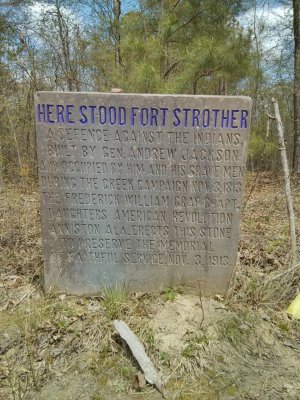 HERE STOOD FORT STROTHER
A DEFENCE AGAINST THE INDIANS,
BUILT BY GEN. ANDREW JACKSON
AND OCCUPIED BY HIM AND HIS BRAVE MEN
DURING THE CREEK CAMPAIGN NOV. 3, 1813
THE FREDERICK WILLIAM GRAY CHAPT.
DAUGHTERS AMERICAN REVOLUTION
ANNISTON ALA. ERECTS THIS STONE
TO PRESERVE THE MEMORIAL
OF FAITHFUL SERVICE, NOV. 3, 1913.